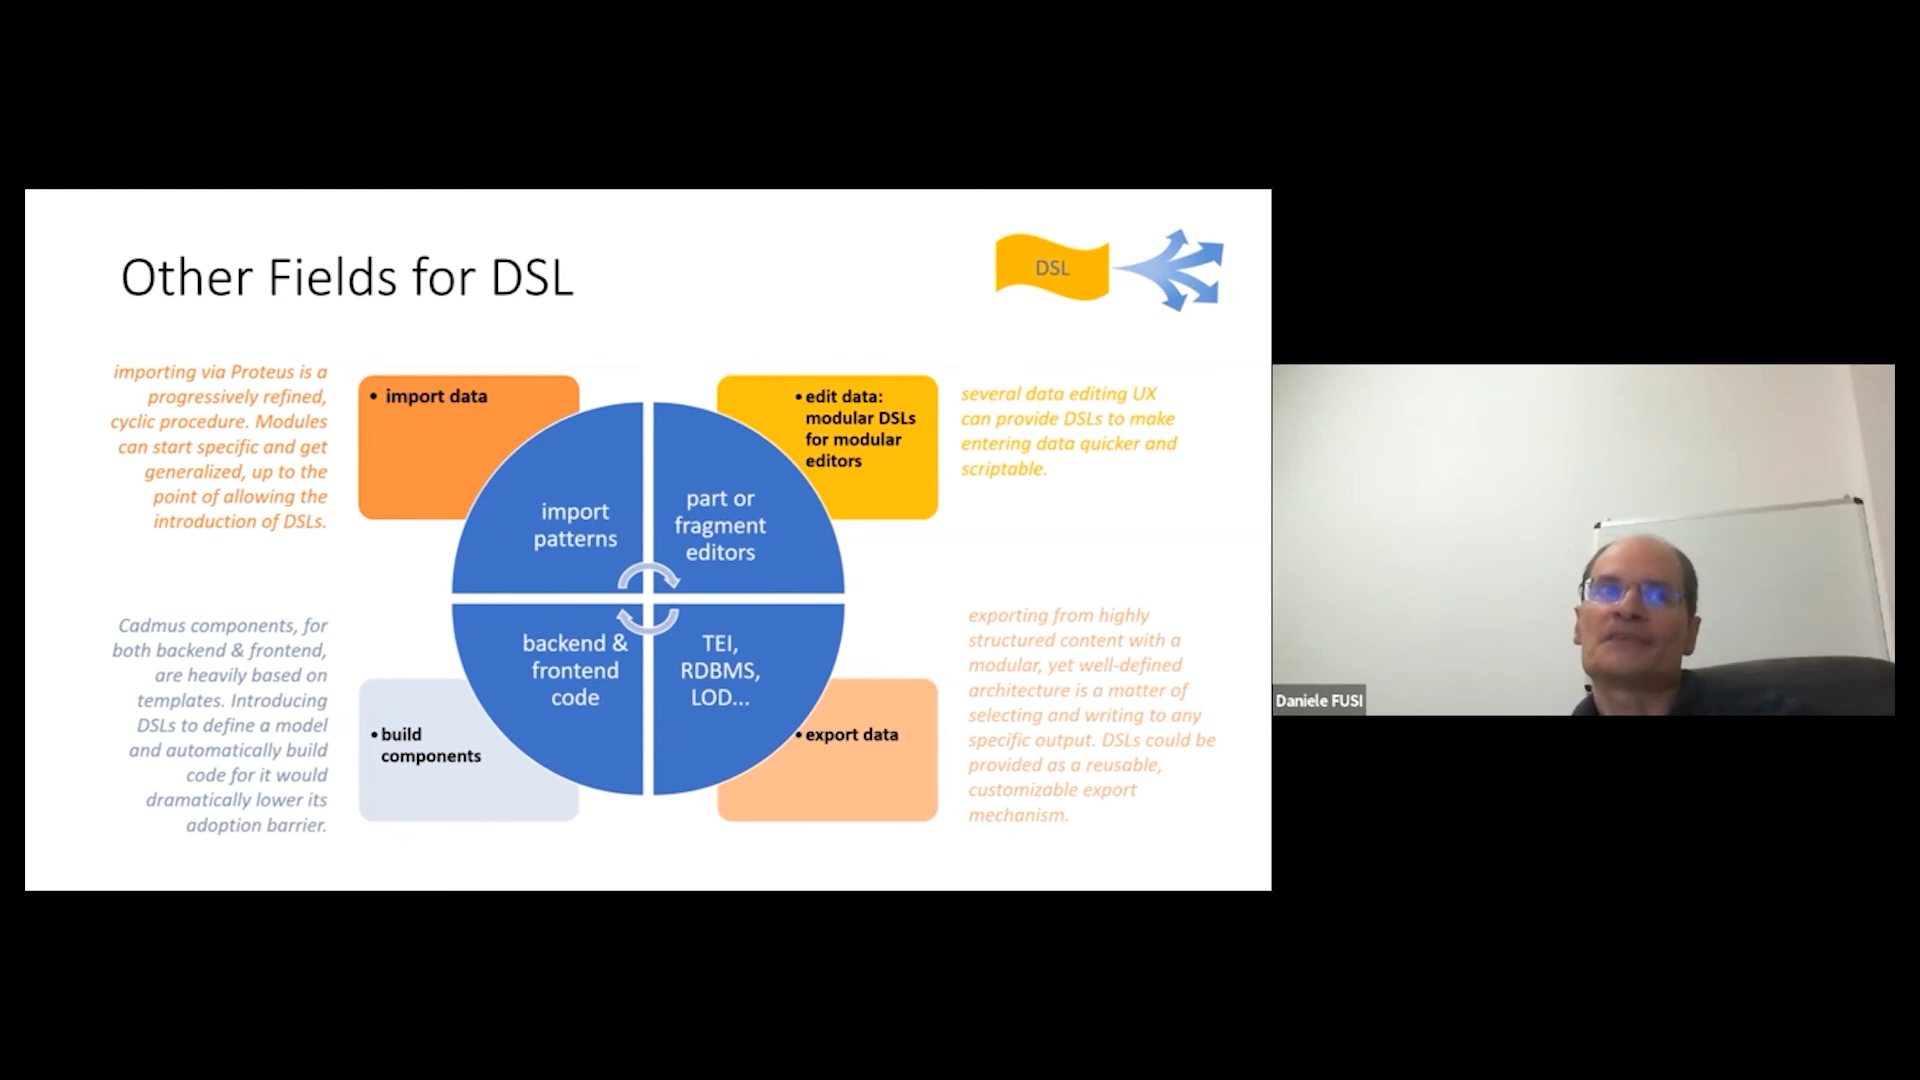 Other Fields for DSL
DSL
importing via Proteus is a
progressively refined,
cyclic procedure. Modules
can start specific and get
generalized, up to the
point of allowing the
introduction of DSLs.
• import data
• edit data:
modular DSLs
for modular
editors
several data editing UX
can provide DSLs to make
entering data quicker and
scriptable.
import
patterns
part or
fragment
editors
Cadmus components, for
both backend & frontend,
are heavily based on
templates. Introducing
DSLs to define a model
and automatically build
code for it would
dramatically lower its
adoption barrier.
• build
components
backend &
frontend
code
TEI,
RDBMS,
LOD...
• export data
exporting from highly
structured content with a
modular, yet well-defined
architecture is a matter of
selecting and writing to any
specific output. DSLs could be
provided as a reusable,
customizable export
mechanism.
Daniele FUSI